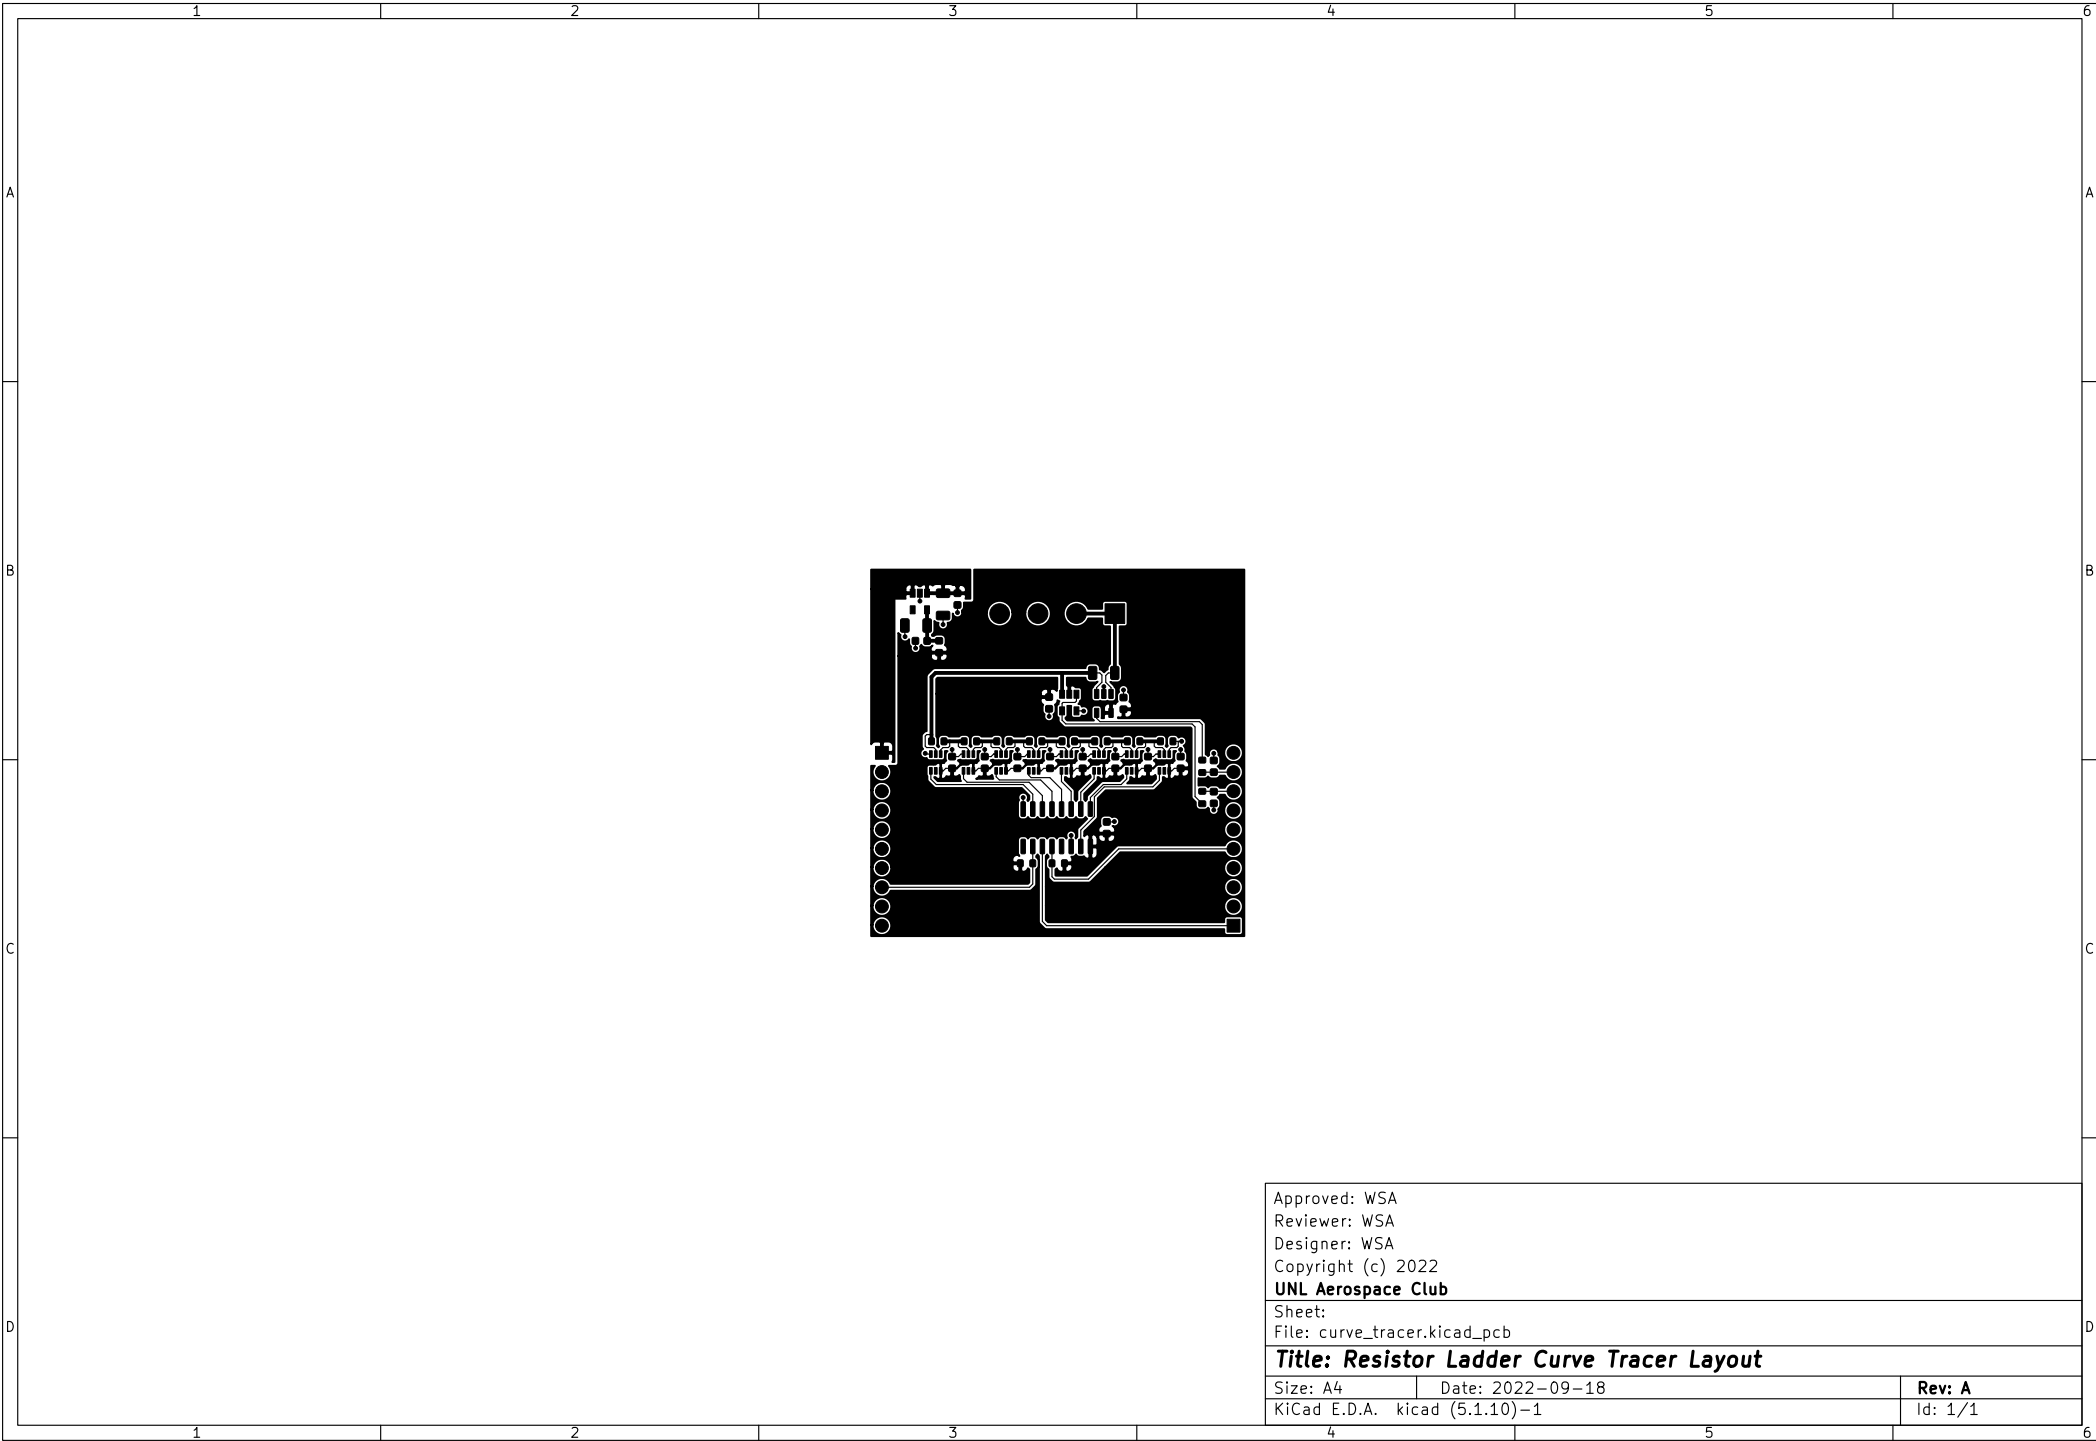 1 2 3 4 5 6
A A
B B
C C
D D
Approved: WSA
Reviewer: WSA
Designer: WSA
Copyright (c) 2022
UNL Aerospace Club
Sheet:
File: curve_tracer.kicad_pcb
Title: Resistor Ladder Curve Tracer Layout
Size: A4 Date: 2022-09-18 Rev: A
KiCad E.D.A. kicad (5.1.10)-1 Id: 1/1
1 2 3 4 5 6